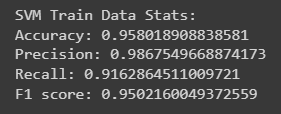 SVM Train Data Stats:
Accuracy: 0.958018908838581
Precision: 0.9867549668874173
Recall: 0.9162864511009721
F1 score: 0.9502160049372559